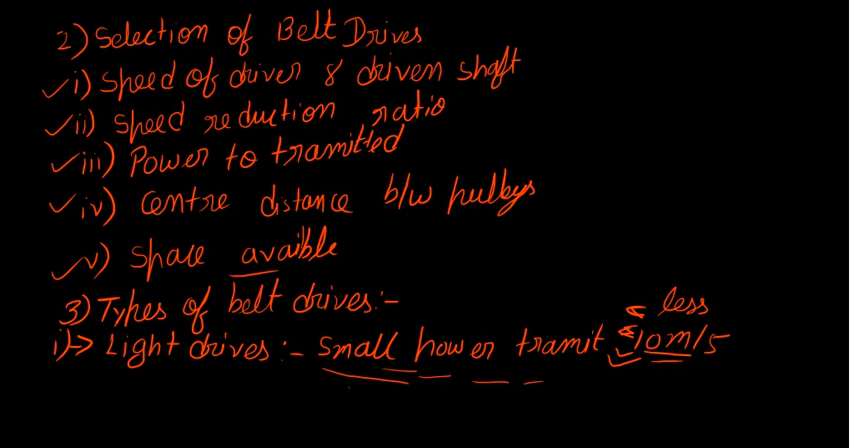 2) Selection of Belt Drives
i) Speed of driver & driven shaft
ii) Speed reduction ratio
iii) Power to tramitted
iv) Centre distance b/w pulleys
v) Space avaible
3) Types of belt drives:-
less
i)-> Light drives:- Small power tramit ≤10m/s